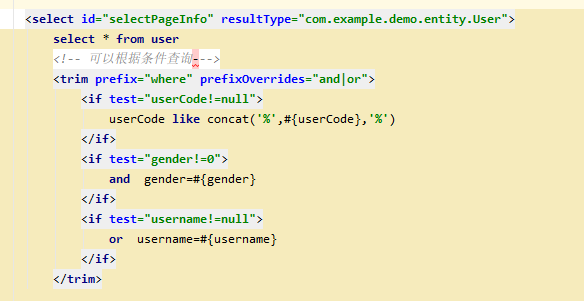 <select id="selectPageInfo" resultType="com.example.demo.entity.User">
select * from user
<!-- 可以根据条件查询--->
<trim prefix="where" prefixOverrides="and|or">
<if test="userCode!=null">
userCode like concat('%',#{userCode},'%')
</if>
<if test="gender!=0">
and  gender=#{gender}
</if>
<if test="username!=null">
or  username=#{username}
</if>
</trim>